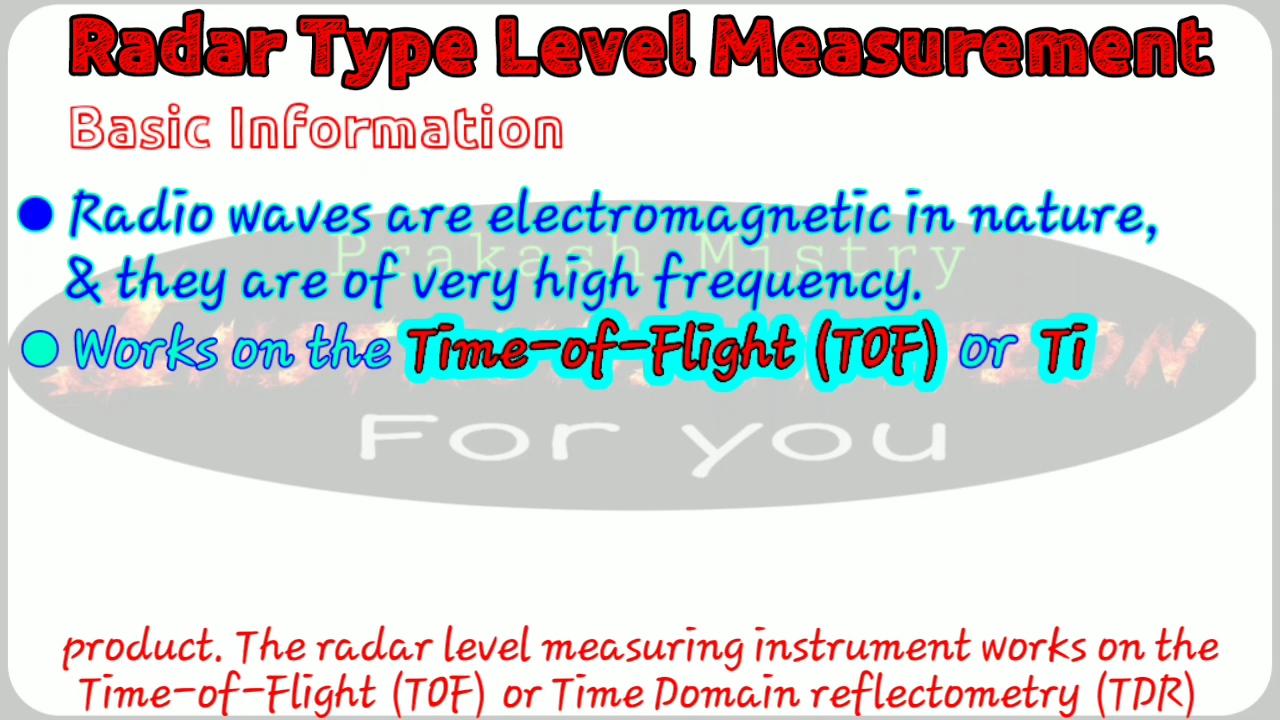 Radar Type Level Measurement
Basic Information
Radio waves are electromagnetic in nature,
Prakash Mistry
& they are of very high frequency.
Works on the Time-of-Flight (TOF) or Ti
For you
product. The radar level measuring instrument works on the
Time-of-Flight (TOF) or Time Domain reflectometry (TDR)